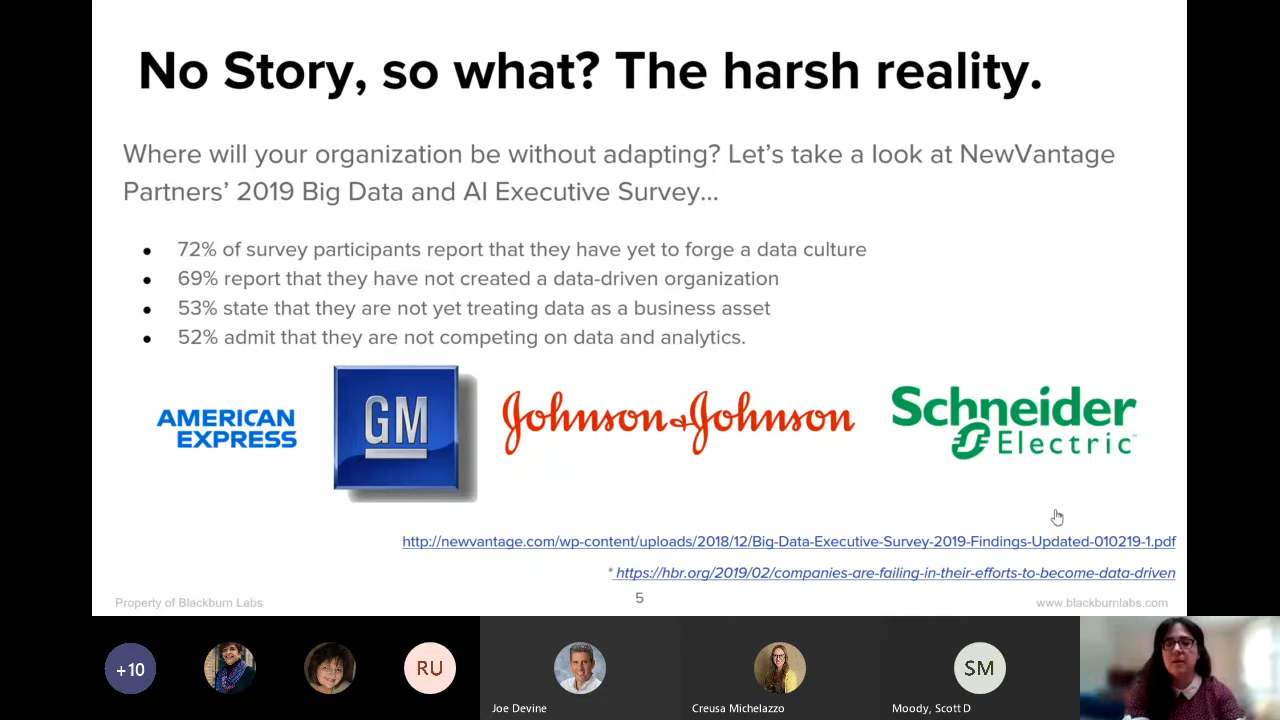 No Story, so what? The harsh reality.
Where will your organization be without adapting? Let’s take a look at NewVantage
Partners’ 2019 Big Data and AI Executive Survey...
● 72% of survey participants report that they have yet to forge a data culture
● 69% report that they have not created a data-driven organization
● 53% state that they are not yet treating data as a business asset
● 52% admit that they are not competing on data and analytics.
AMERICAN
EXPRESS
GM
Johnson & Johnson
Schneider
Electric
http://newvantage.com/wp-content/uploads/2018/12/Big-Data-Executive-Survey-2019-Findings-Updated-010219-1.pdf
* https://hbr.org/2019/02/companies-are-failing-in-their-efforts-to-become-data-driven
Property of Blackburn Labs
5
www.blackburnlabs.com
+10
RU
SM
Joe Devine
Creusa Michelazzo
Moody, Scott D